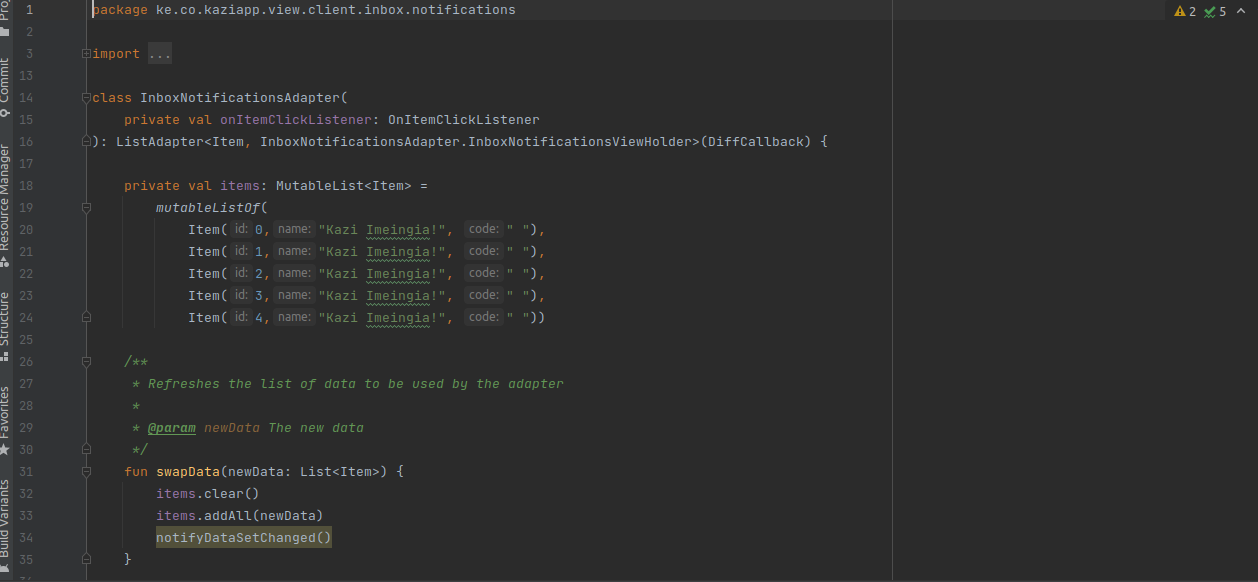 Pro
Commit
Resource Manager
Structure
Favorites
Build Variants
2 5
1 package ke.co.kaziapp.view.client.inbox.notifications
2
3 import ...
13
14 class InboxNotificationsAdapter(
15 private val onItemClickListener: OnItemClickListener
16 ): ListAdapter<Item, InboxNotificationsAdapter.InboxNotificationsViewHolder>(DiffCallback) {
17
18 private val items: MutableList<Item> =
19 mutableListOf(
20 Item( id: 0, name: "Kazi Imeingia!", code: " "),
21 Item( id: 1, name: "Kazi Imeingia!", code: " "),
22 Item( id: 2, name: "Kazi Imeingia!", code: " "),
23 Item( id: 3, name: "Kazi Imeingia!", code: " "),
24 Item( id: 4, name: "Kazi Imeingia!", code: " "))
25
26 /**
27 * Refreshes the list of data to be used by the adapter
28 *
29 * @param newData The new data
30 */
31 fun swapData(newData: List<Item>) {
32 items.clear()
33 items.addAll(newData)
34 notifyDataSetChanged()
35 }